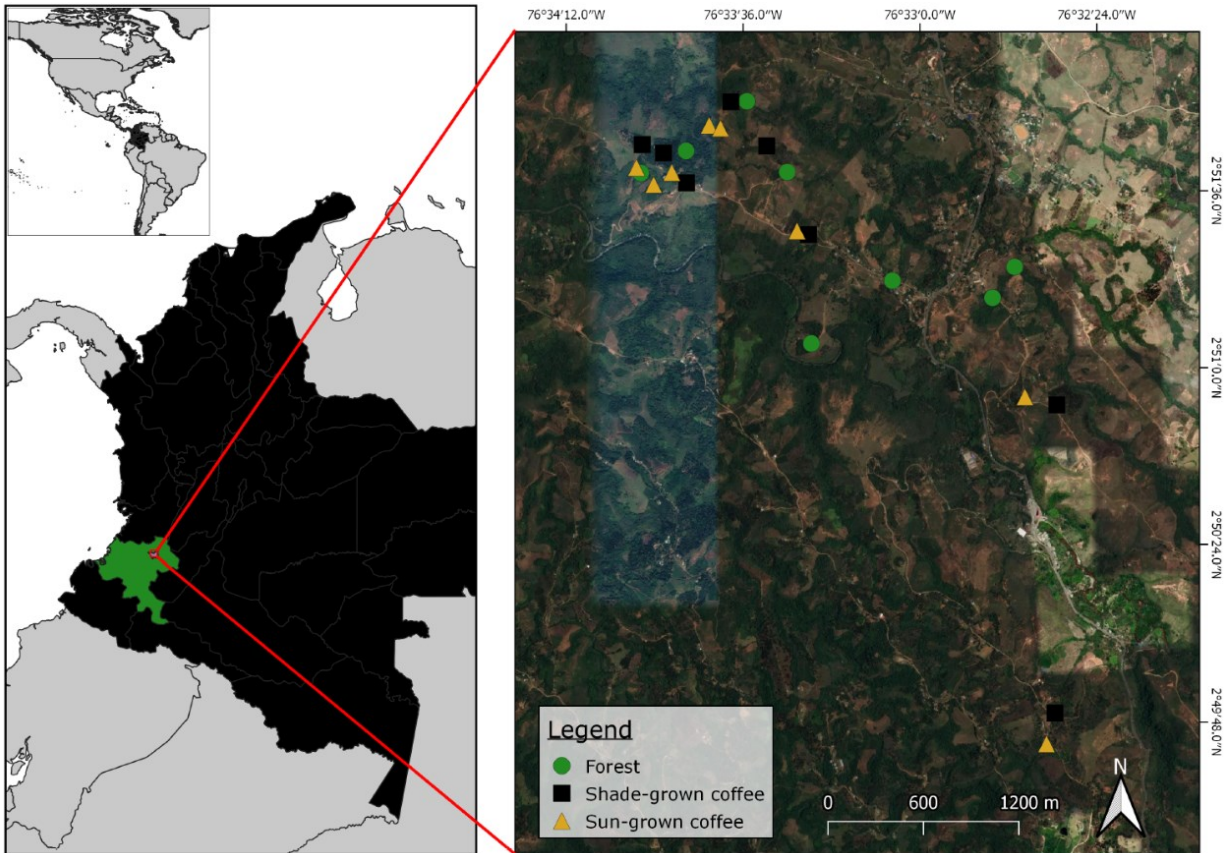 76°34'12.0"W 76°33'36.0"W 76°33'0.0"W 76°32'24.0"W
2°51'36.0"N
2°51'0.0"N
2°50'24.0"N
2°49'48.0"N
Legend
Forest
Shade-grown coffee
Sun-grown coffee
0 600 1200 m
N